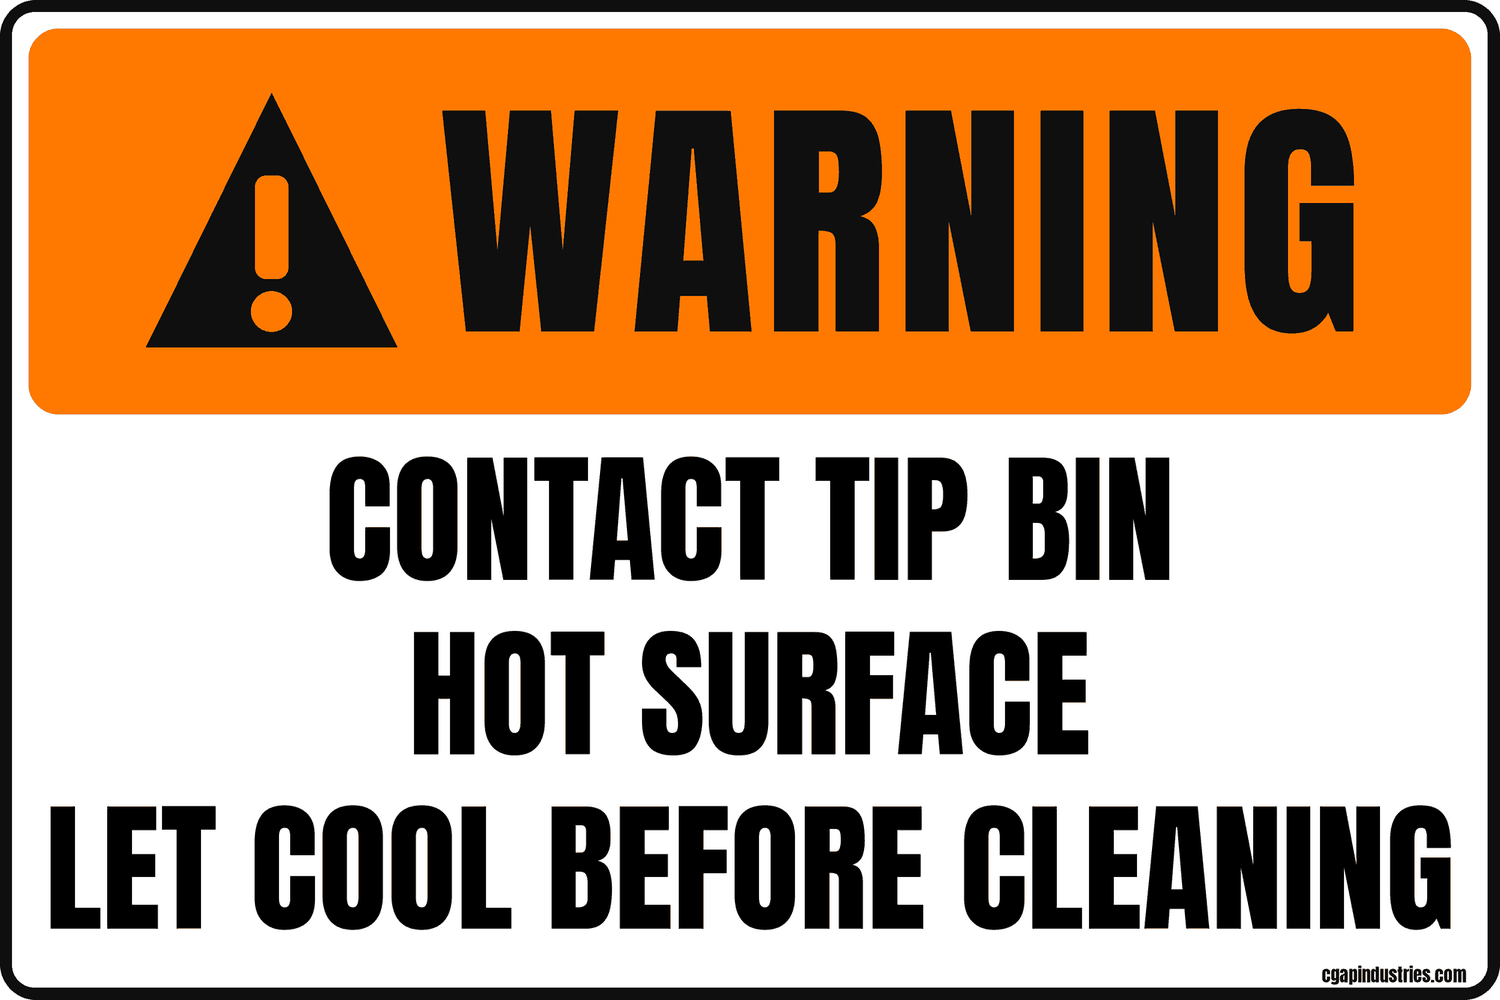 WARNING
CONTACT TIP BIN
HOT SURFACE
LET COOL BEFORE CLEANING
cgapindustries.com